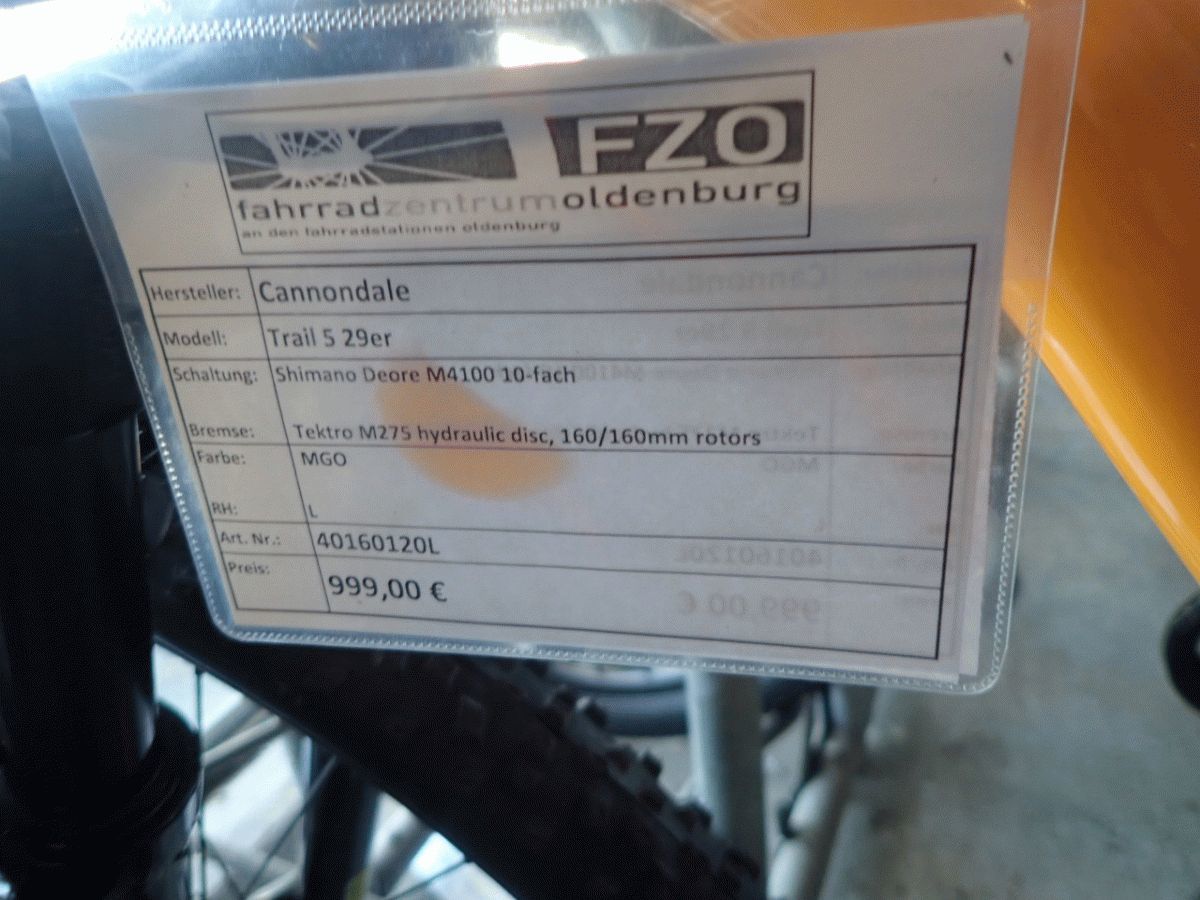 FZO
fahrradzentrumoldenburg
an den fahrradstationen oldenburg
Hersteller: Cannondale
Modell: Trail 5 29er
Schaltung: Shimano Deore M4100 10-fach
Bremse: Tektro M275 hydraulic disc, 160/160mm rotors
Farbe: MGO
RH: L
Art. Nr.: 40160120L
Preis: 999,00 €